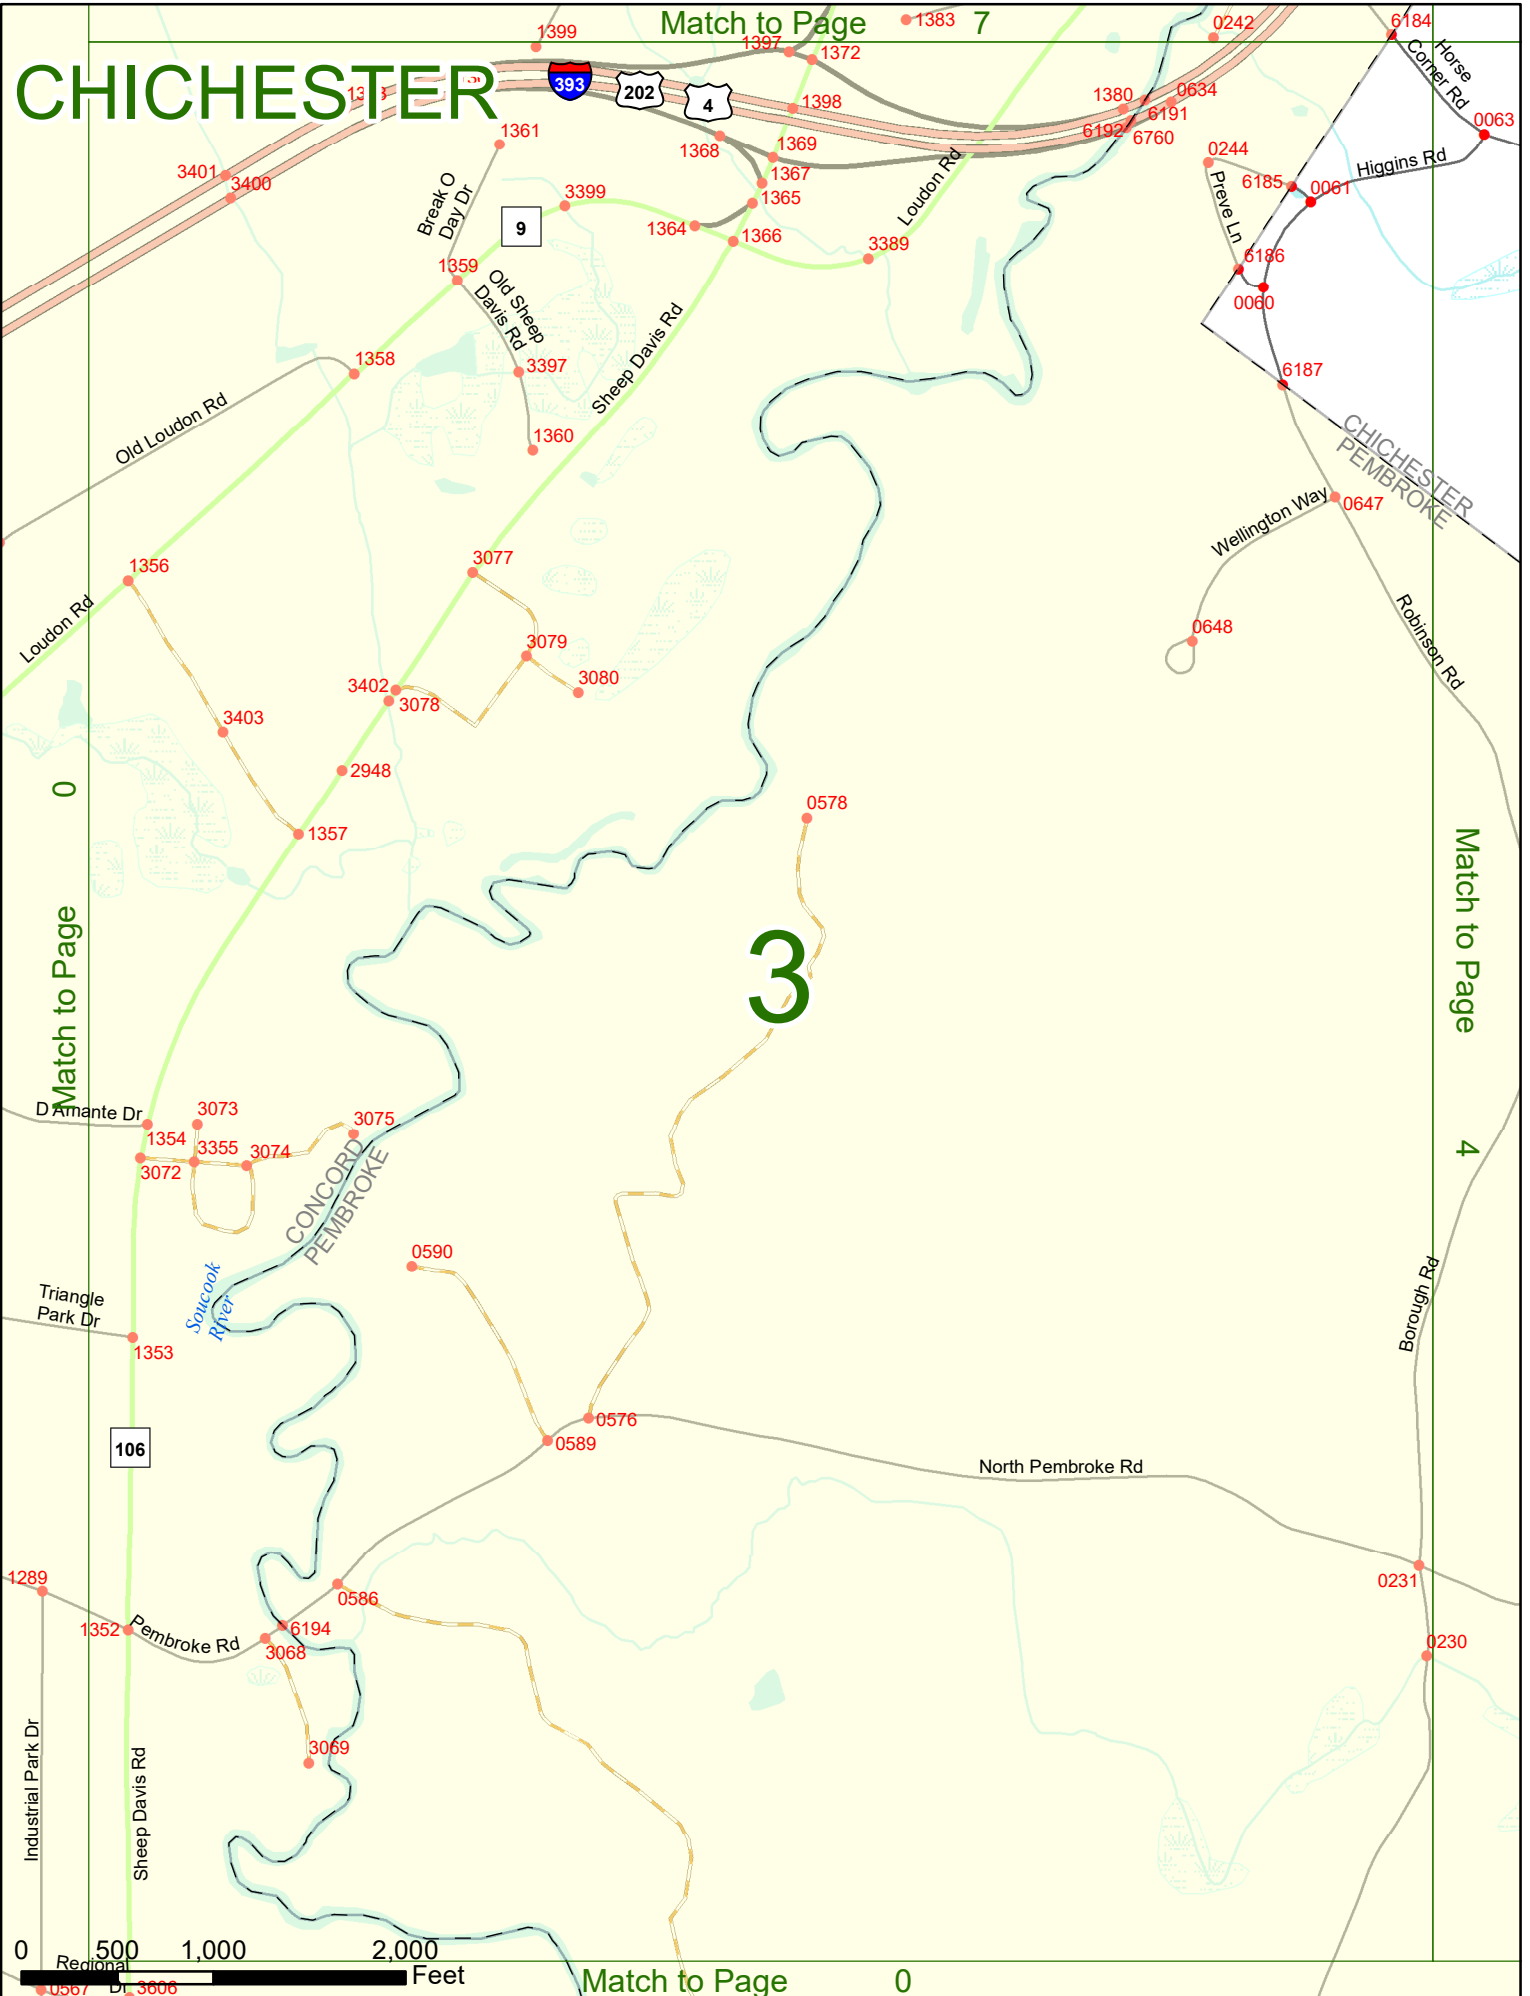 Match to Page 7
CHICHESTER
1399
1383
1397
1372
0242
6184
Horse
Corner Rd
393
202
4
1398
1380
0634
6191
6192
6760
0063
1361
1368
1369
1367
1365
0244
Higgins Rd
6185
0061
3401
3400
Break O
Day Dr
3399
9
1364
1366
Loudon Rd
3389
Preve Ln
6186
0060
1359
Old Sheep
Davis Rd
Sheep Davis Rd
1358
3397
6187
Old Loudon Rd
1360
CHICHESTER
PEMBROKE
0647
Wellington Way
1356
3077
Loudon Rd
3079
0648
Robinson Rd
3402
3078
3080
3403
2948
0
1357
0578
Match to Page
Match to Page
3
D Amante Dr
1354
3073
3075
3355
3074
3072
4
CONCORD
PEMBROKE
0590
Soucook
River
Triangle
Park Dr
1353
Borough Rd
106
0576
0589
North Pembroke Rd
1289
0586
0231
1352
Pembroke Rd
6194
3068
0230
3069
Industrial Park Dr
Sheep Davis Rd
0 500 1,000 2,000
Feet
Regional
Dr
0567
3606
Match to Page 0